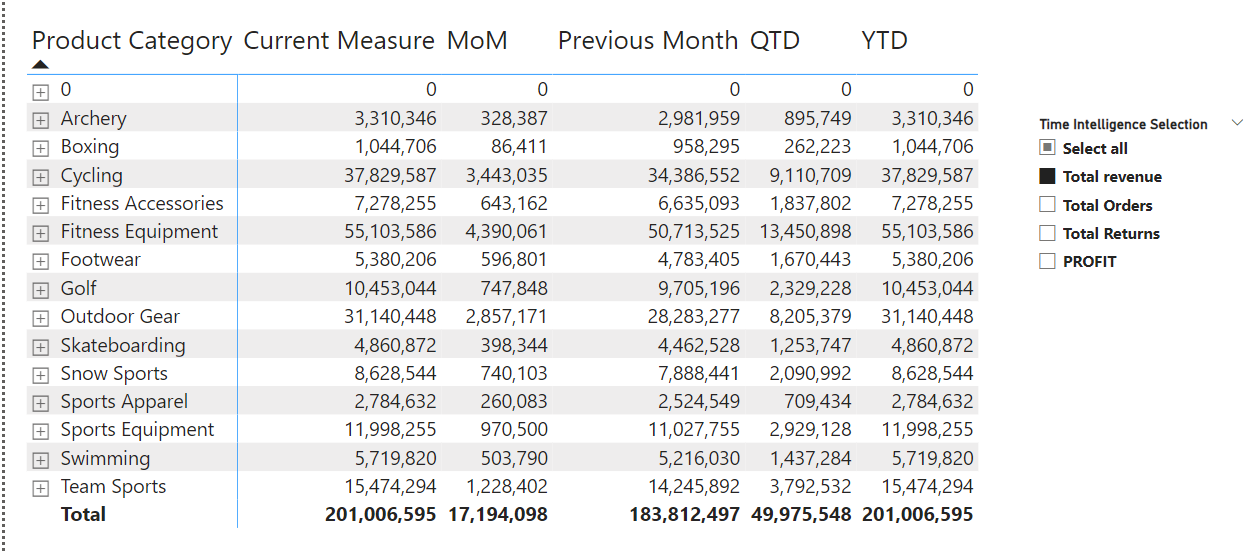 Product Category Current Measure MoM Previous Month QTD YTD
0 0 0 0 0 0
Archery 3,310,346 328,387 2,981,959 895,749 3,310,346
Boxing 1,044,706 86,411 958,295 262,223 1,044,706
Cycling 37,829,587 3,443,035 34,386,552 9,110,709 37,829,587
Fitness Accessories 7,278,255 643,162 6,635,093 1,837,802 7,278,255
Fitness Equipment 55,103,586 4,390,061 50,713,525 13,450,898 55,103,586
Footwear 5,380,206 596,801 4,783,405 1,670,443 5,380,206
Golf 10,453,044 747,848 9,705,196 2,329,228 10,453,044
Outdoor Gear 31,140,448 2,857,171 28,283,277 8,205,379 31,140,448
Skateboarding 4,860,872 398,344 4,462,528 1,253,747 4,860,872
Snow Sports 8,628,544 740,103 7,888,441 2,090,992 8,628,544
Sports Apparel 2,784,632 260,083 2,524,549 709,434 2,784,632
Sports Equipment 11,998,255 970,500 11,027,755 2,929,128 11,998,255
Swimming 5,719,820 503,790 5,216,030 1,437,284 5,719,820
Team Sports 15,474,294 1,228,402 14,245,892 3,792,532 15,474,294
Total 201,006,595 17,194,098 183,812,497 49,975,548 201,006,595
Time Intelligence Selection
Select all
Total revenue
Total Orders
Total Returns
PROFIT